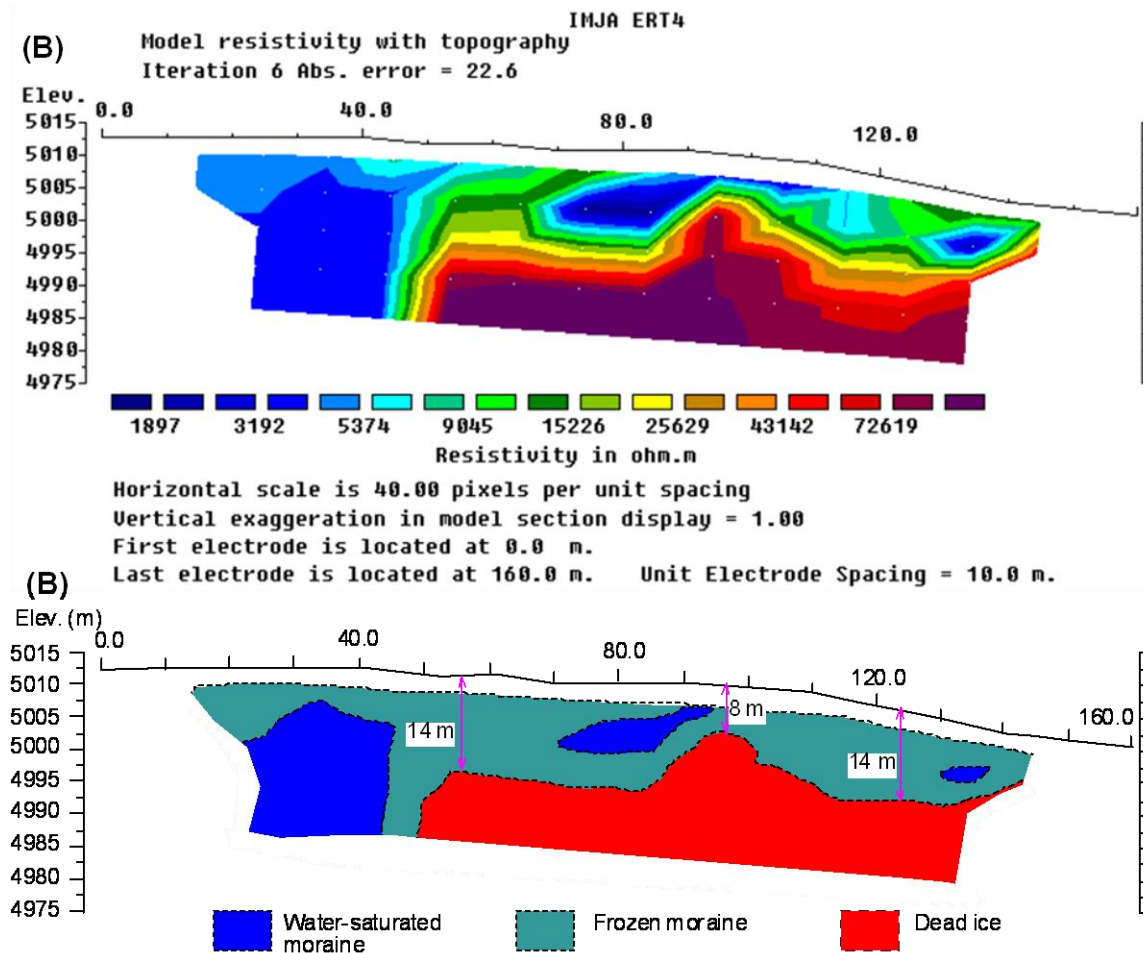 IMJA ERT4
(B)
Model resistivity with topography
Iteration 6 Abs. error = 22.6
Elev.
0.0 40.0 80.0 120.0
5015
5010
5005
5000
4995
4990
4985
4980
4975
1897 3192 5374 9045 15226 25629 43142 72619
Resistivity in ohm.m
Horizontal scale is 40.00 pixels per unit spacing
Vertical exaggeration in model section display = 1.00
First electrode is located at 0.0 m.
Last electrode is located at 160.0 m. Unit Electrode Spacing = 10.0 m.
(B)
Elev. (m)
0.0 40.0 80.0 120.0 160.0
5015
5010
5005
5000
4995
4990
4985
4980
4975
14 m
8 m
14 m
Water-saturated
moraine
Frozen moraine
Dead ice